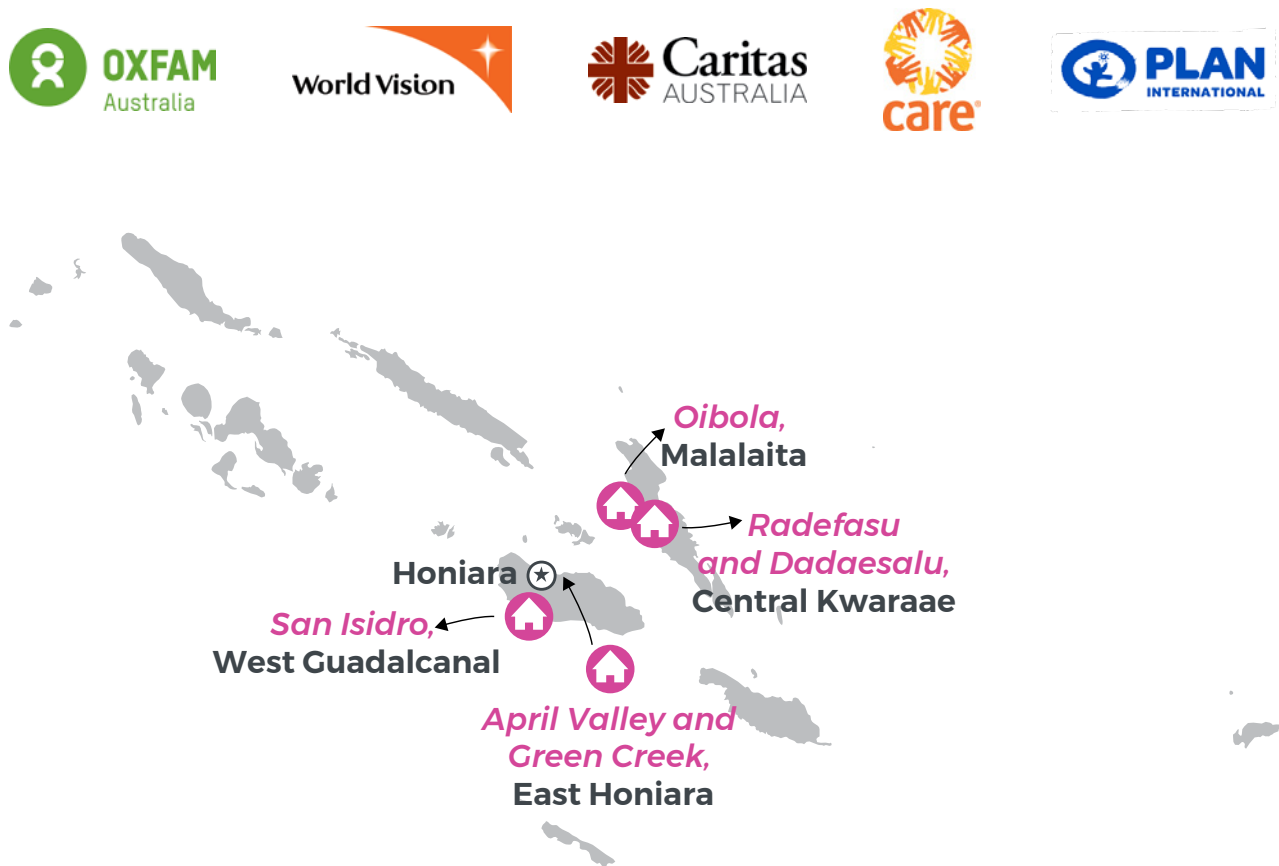 OXFAM
Australia
World Vision
Caritas
AUSTRALIA
care®
PLAN
INTERNATIONAL
Oibola,
Malalaita
Radefasu
and Dadaesalu,
Central Kwaraae
Honiara
San Isidro,
West Guadalcanal
April Valley and
Green Creek,
East Honiara